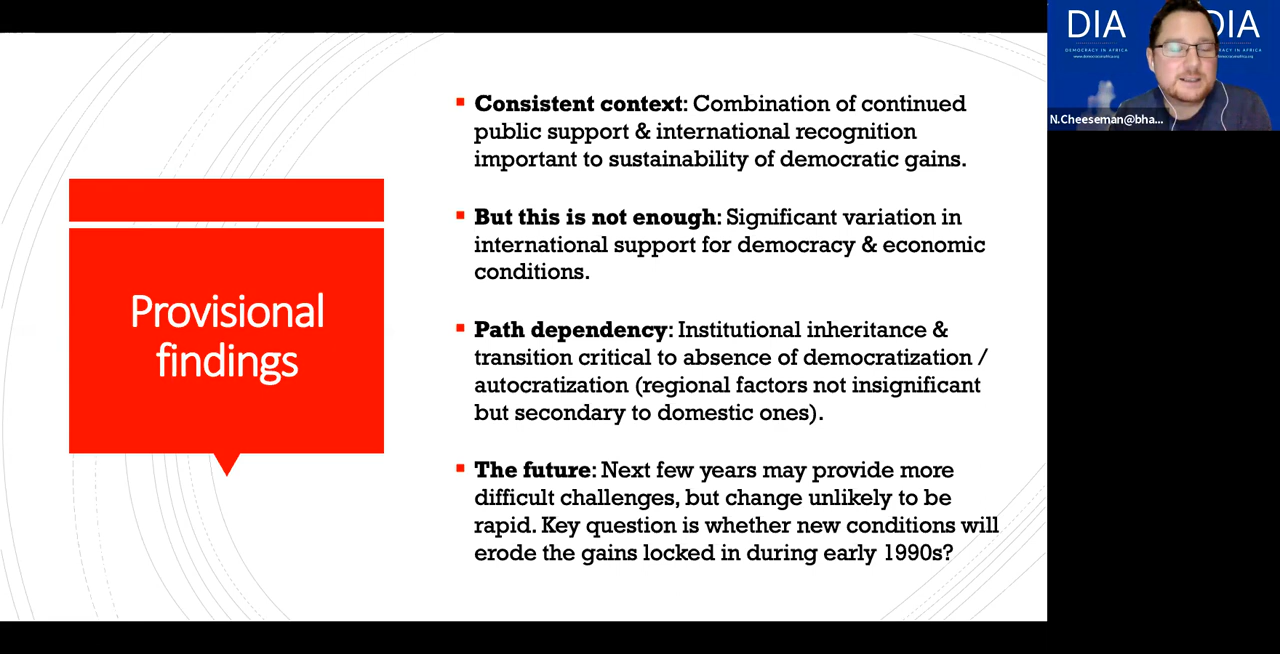 Provisional
findings
▪ Consistent context: Combination of continued
public support & international recognition
important to sustainability of democratic gains.
▪ But this is not enough: Significant variation in
international support for democracy & economic
conditions.
▪ Path dependency: Institutional inheritance &
transition critical to absence of democratization /
autocratization (regional factors not insignificant
but secondary to domestic ones).
▪ The future: Next few years may provide more
difficult challenges, but change unlikely to be
rapid. Key question is whether new conditions will
erode the gains locked in during early 1990s?
DIA
DEMOCRACY IN AFRICA
DIA
N.Cheeseman@bha...